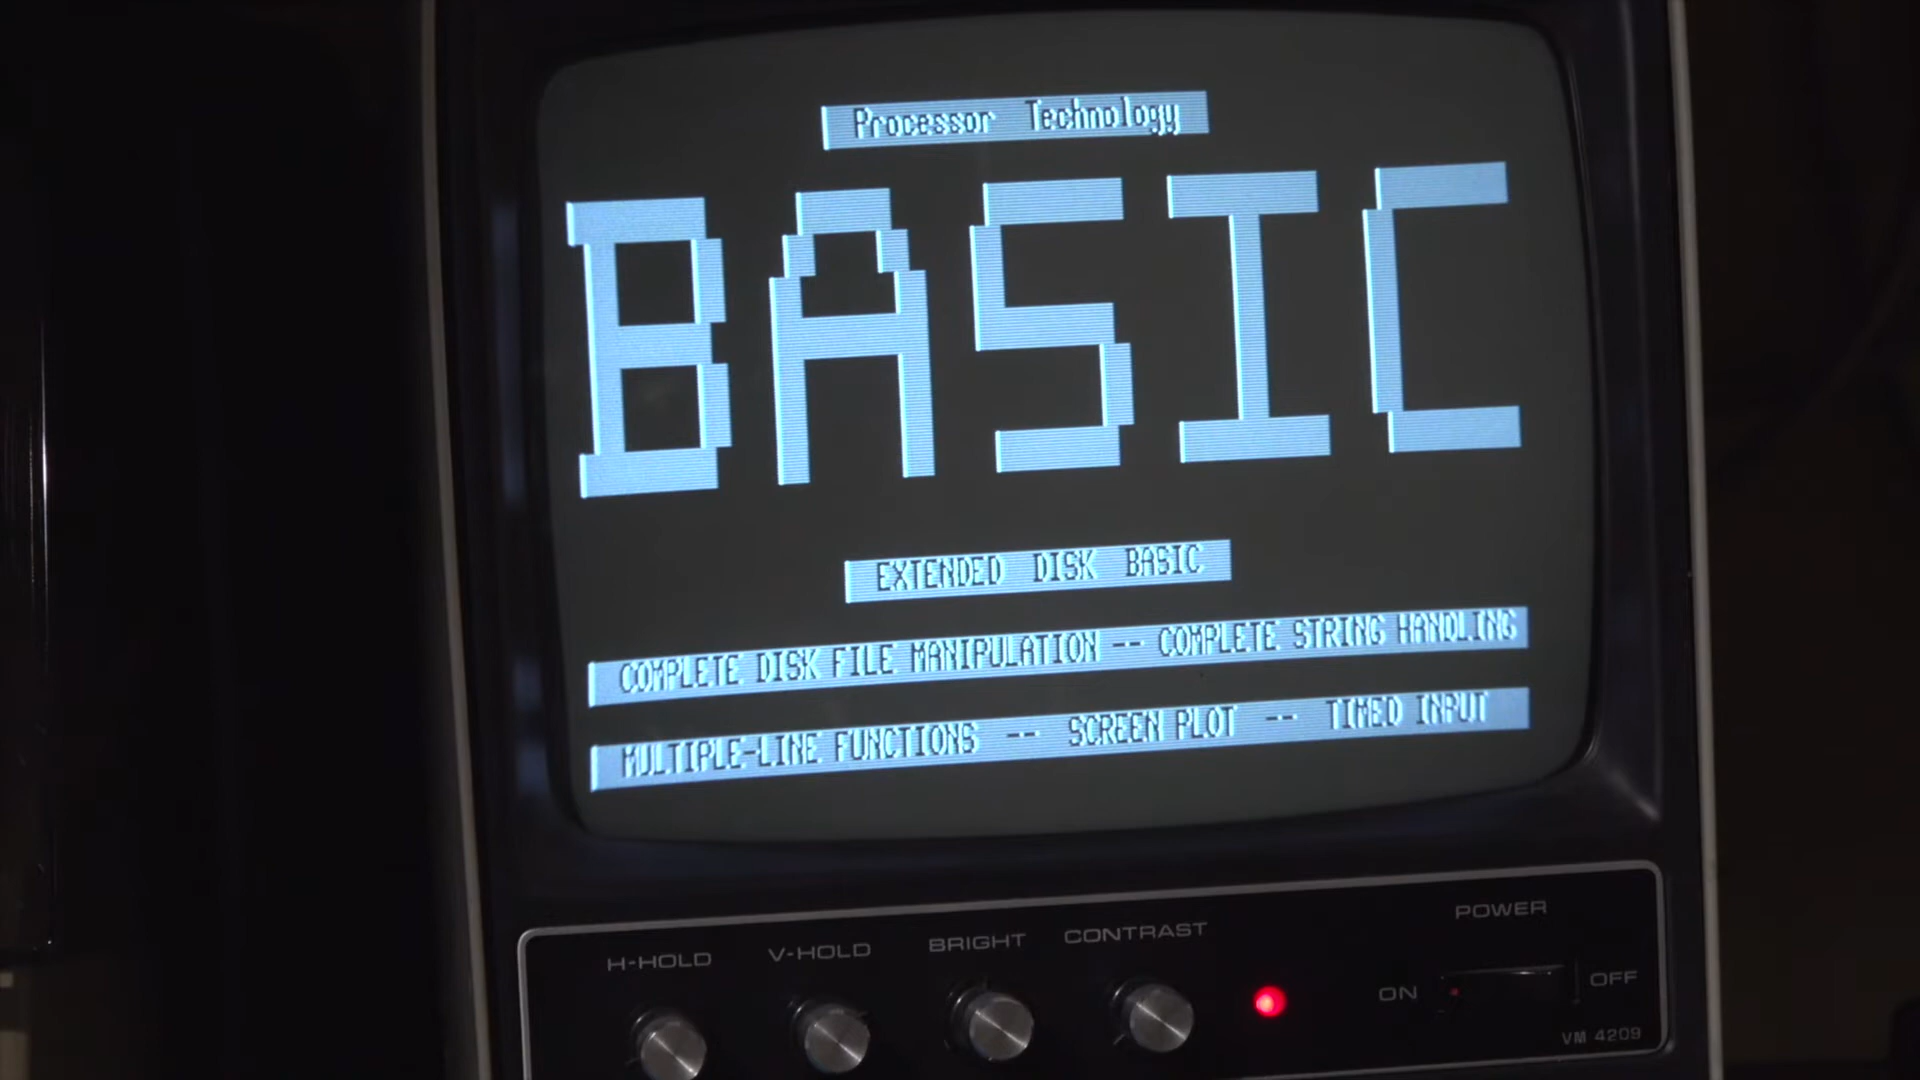 Processor Technology
BASIC
EXTENDED DISK BASIC
COMPLETE DISK FILE MANIPULATION -- COMPLETE STRING HANDLING
MULTIPLE-LINE FUNCTIONS -- SCREEN PLOT -- TIMED INPUT
H-HOLD V-HOLD BRIGHT CONTRAST POWER
ON OFF
VM 4209